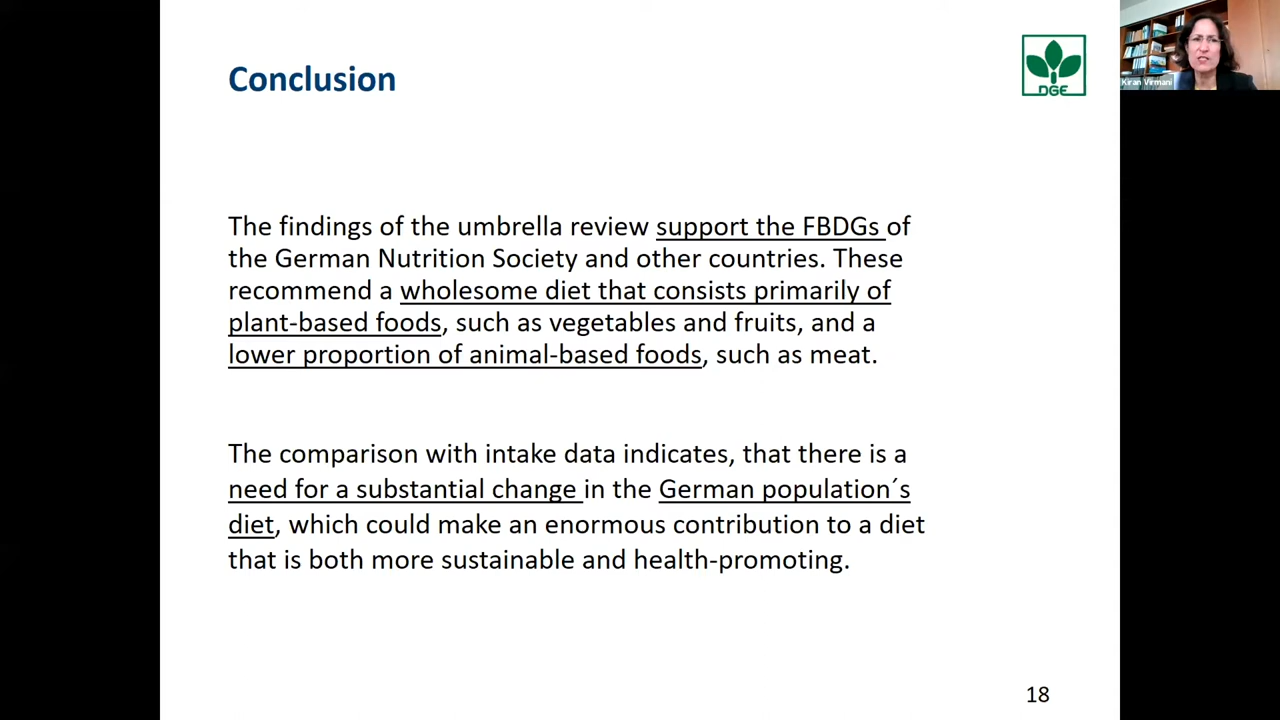 Conclusion
DGE
Kiran Virmani
The findings of the umbrella review support the FBDGs of
the German Nutrition Society and other countries. These
recommend a wholesome diet that consists primarily of
plant-based foods, such as vegetables and fruits, and a
lower proportion of animal-based foods, such as meat.
The comparison with intake data indicates, that there is a
need for a substantial change in the German population´s
diet, which could make an enormous contribution to a diet
that is both more sustainable and health-promoting.
18